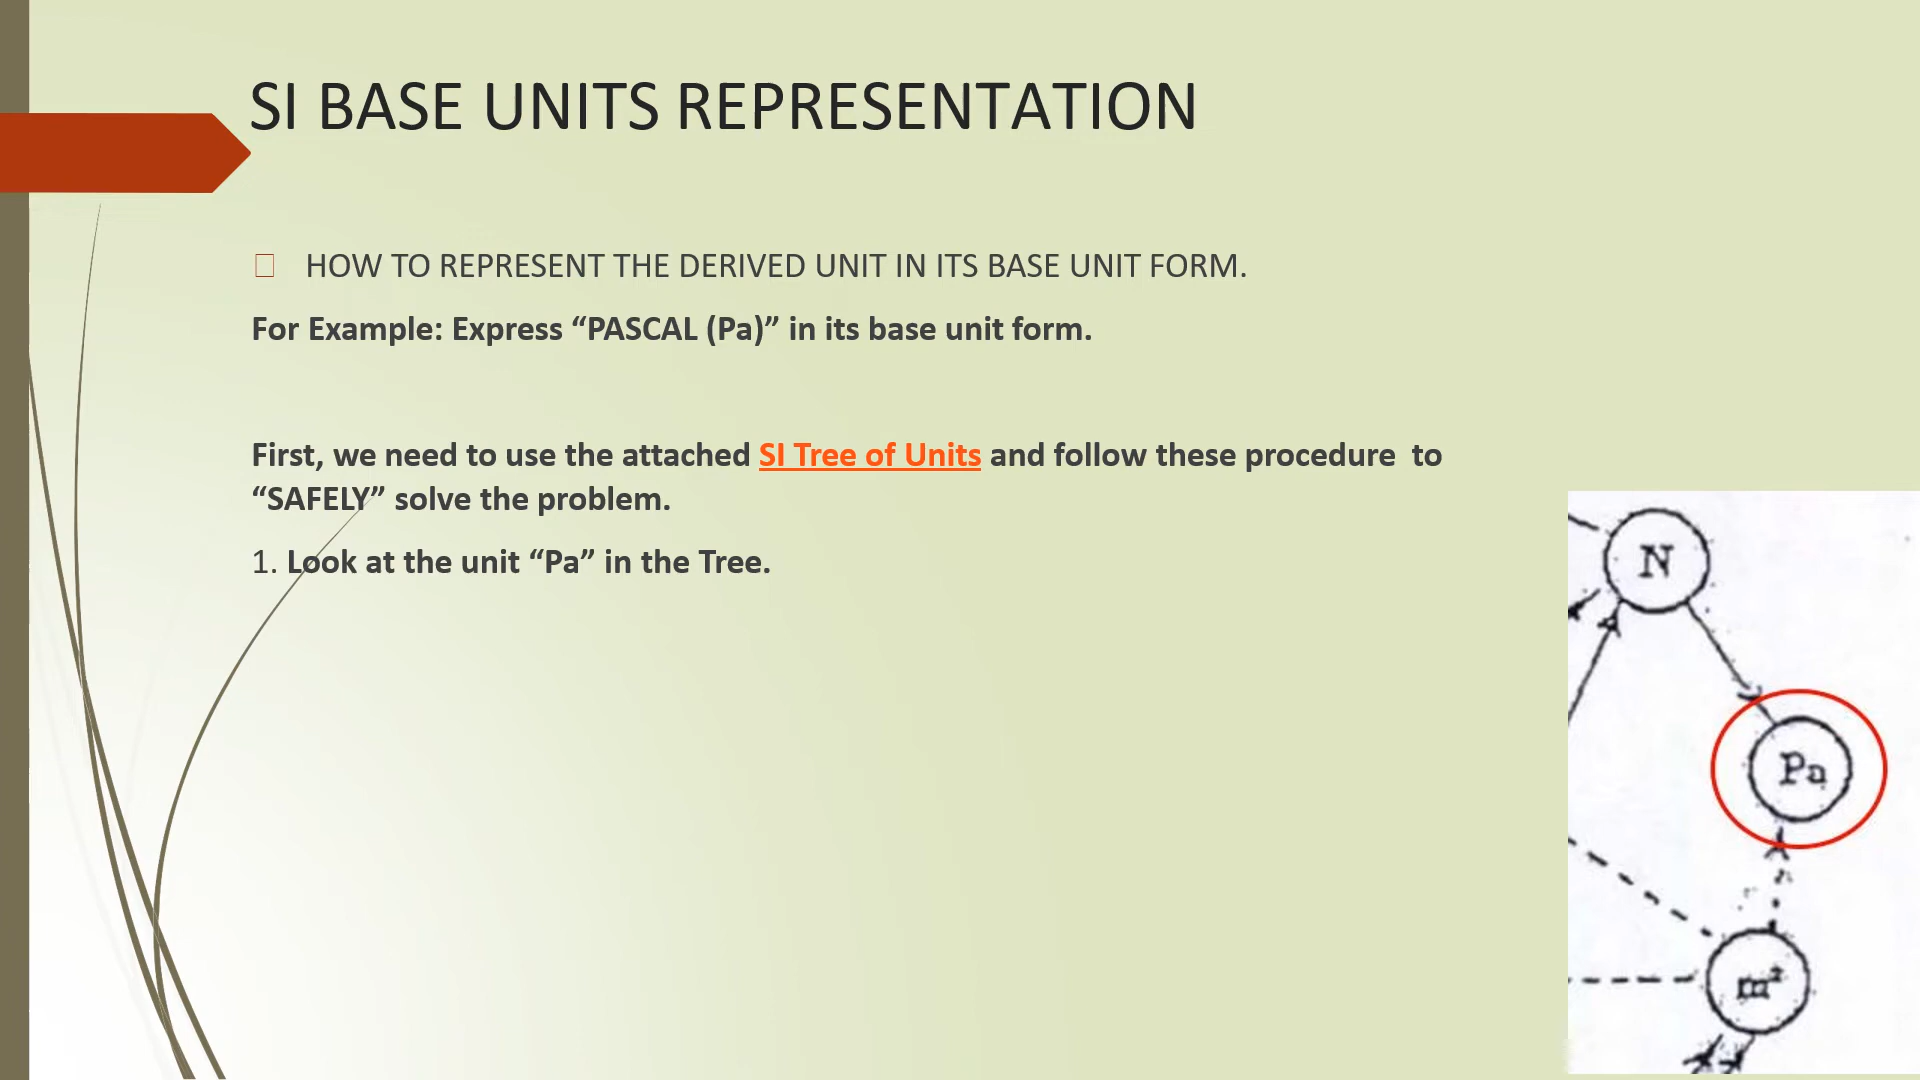 SI BASE UNITS REPRESENTATION
HOW TO REPRESENT THE DERIVED UNIT IN ITS BASE UNIT FORM.
For Example: Express “PASCAL (Pa)” in its base unit form.
First, we need to use the attached SI Tree of Units and follow these procedure  to
“SAFELY” solve the problem.
1. Look at the unit “Pa” in the Tree.
N
Pa
m²